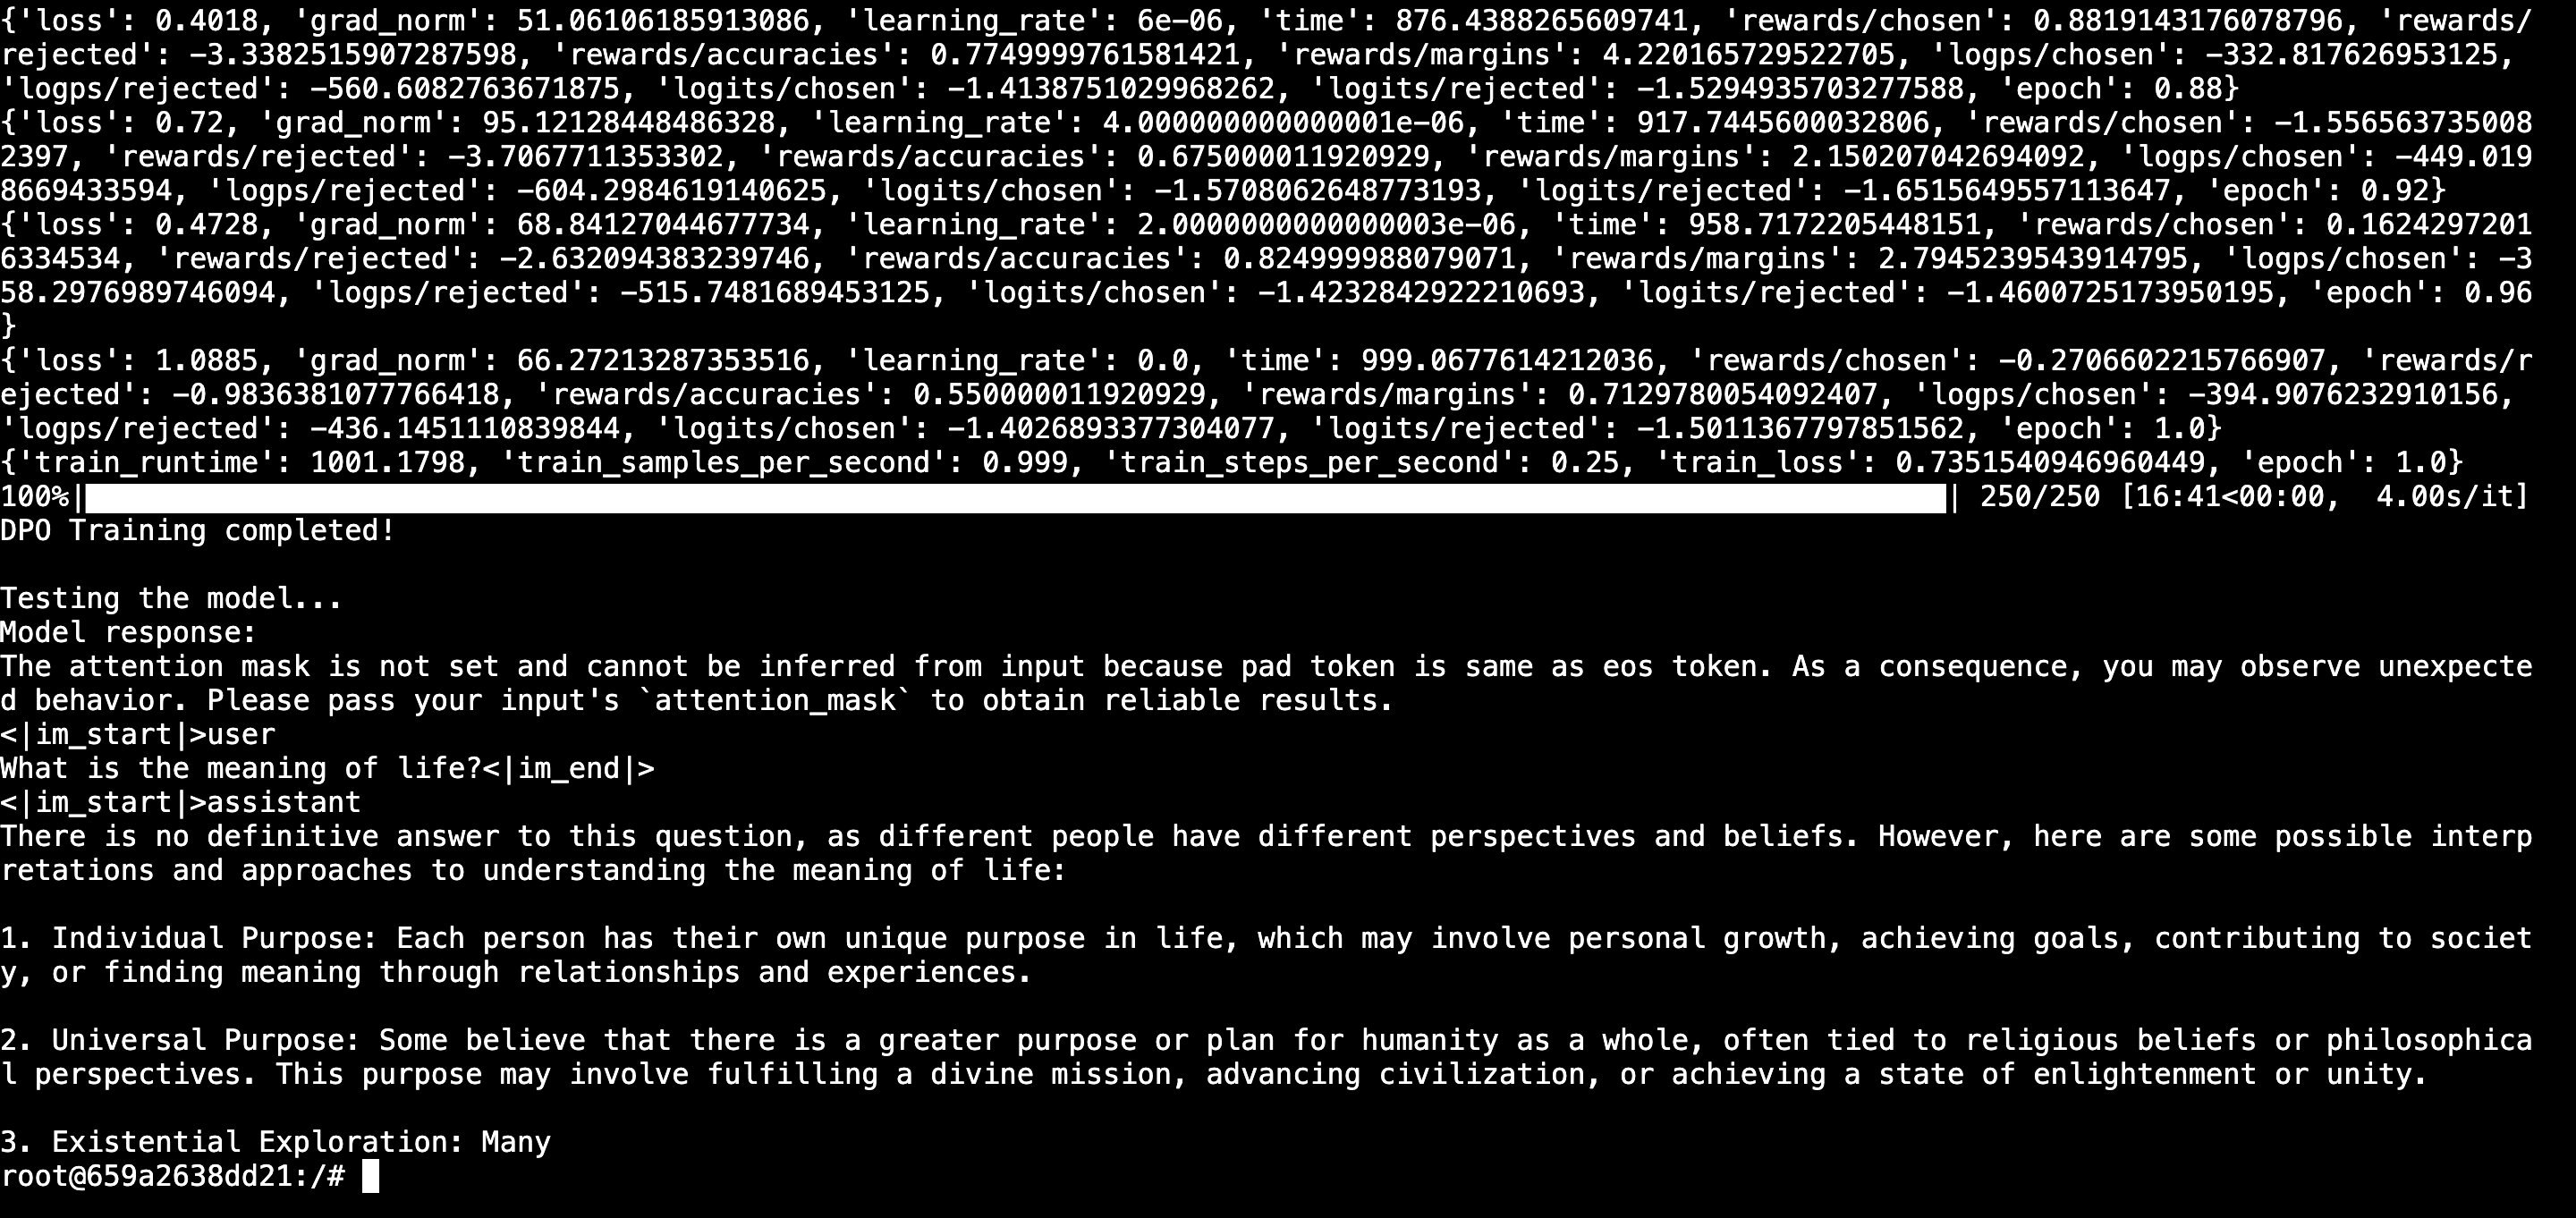 {'loss': 0.4018, 'grad_norm': 51.06106185913086, 'learning_rate': 6e-06, 'time': 876.4388265609741, 'rewards/chosen': 0.8819143176078796, 'rewards/
rejected': -3.3382515907287598, 'rewards/accuracies': 0.7749999761581421, 'rewards/margins': 4.220165729522705, 'logps/chosen': -332.817626953125,
'logps/rejected': -560.6082763671875, 'logits/chosen': -1.4138751029968262, 'logits/rejected': -1.5294935703277588, 'epoch': 0.88}
{'loss': 0.72, 'grad_norm': 95.12128448486328, 'learning_rate': 4.000000000000001e-06, 'time': 917.7445600032806, 'rewards/chosen': -1.556563735008
2397, 'rewards/rejected': -3.7067711353302, 'rewards/accuracies': 0.675000011920929, 'rewards/margins': 2.150207042694092, 'logps/chosen': -449.019
8669433594, 'logps/rejected': -604.2984619140625, 'logits/chosen': -1.5708062648773193, 'logits/rejected': -1.6515649557113647, 'epoch': 0.92}
{'loss': 0.4728, 'grad_norm': 68.84127044677734, 'learning_rate': 2.0000000000000003e-06, 'time': 958.7172205448151, 'rewards/chosen': 0.1624297201
6334534, 'rewards/rejected': -2.632094383239746, 'rewards/accuracies': 0.824999988079071, 'rewards/margins': 2.7945239543914795, 'logps/chosen': -3
58.2976989746094, 'logps/rejected': -515.7481689453125, 'logits/chosen': -1.4232842922210693, 'logits/rejected': -1.4600725173950195, 'epoch': 0.96
}
{'loss': 1.0885, 'grad_norm': 66.27213287353516, 'learning_rate': 0.0, 'time': 999.0677614212036, 'rewards/chosen': -0.2706602215766907, 'rewards/r
ejected': -0.9836381077766418, 'rewards/accuracies': 0.550000011920929, 'rewards/margins': 0.7129780054092407, 'logps/chosen': -394.9076232910156,
'logps/rejected': -436.1451110839844, 'logits/chosen': -1.4026893377304077, 'logits/rejected': -1.5011367797851562, 'epoch': 1.0}
{'train_runtime': 1001.1798, 'train_samples_per_second': 0.999, 'train_steps_per_second': 0.25, 'train_loss': 0.7351540946960449, 'epoch': 1.0}
100%|█████████████████████████| 250/250 [16:41<00:00,  4.00s/it]
DPO Training completed!
Testing the model...
Model response:
The attention mask is not set and cannot be inferred from input because pad token is same as eos token. As a consequence, you may observe unexpecte
d behavior. Please pass your input's `attention_mask` to obtain reliable results.
<|im_start|>user
What is the meaning of life?<|im_end|>
<|im_start|>assistant
There is no definitive answer to this question, as different people have different perspectives and beliefs. However, here are some possible interp
retations and approaches to understanding the meaning of life:
1. Individual Purpose: Each person has their own unique purpose in life, which may involve personal growth, achieving goals, contributing to societ
y, or finding meaning through relationships and experiences.
2. Universal Purpose: Some believe that there is a greater purpose or plan for humanity as a whole, often tied to religious beliefs or philosophica
l perspectives. This purpose may involve fulfilling a divine mission, advancing civilization, or achieving a state of enlightenment or unity.
3. Existential Exploration: Many
root@659a2638dd21:/#